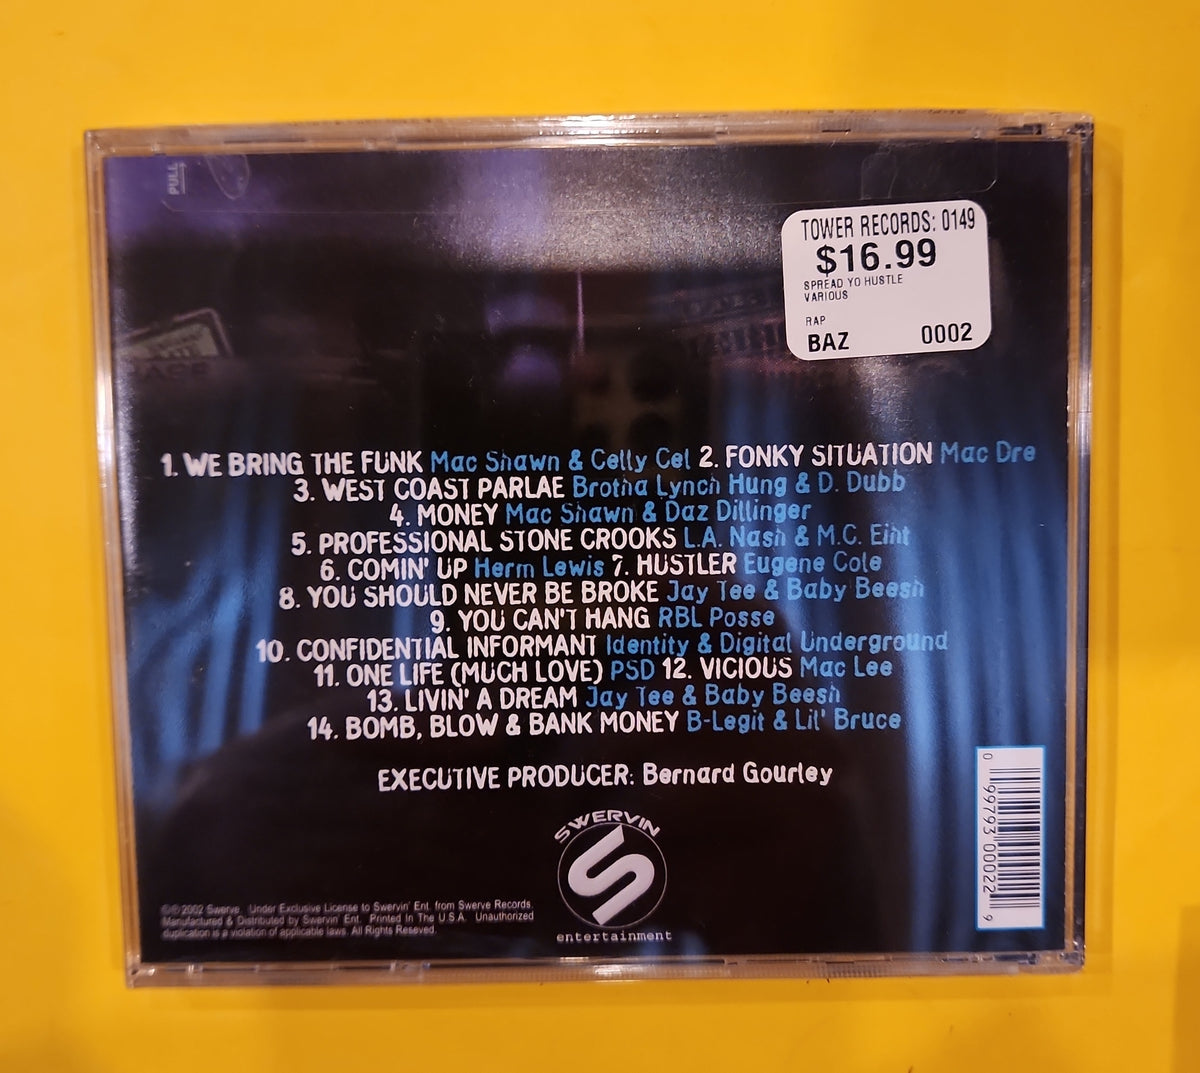 PULL
TOWER RECORDS: 0149
$16.99
SPREAD YO HUSTLE
VARIOUS
RAP
BAZ 0002
1. WE BRING THE FUNK Mac Shawn & Celly Cel 2. FONKY SITUATION Mac Dre
3. WEST COAST PARLAE Brotha Lynch Hung & D. Dubb
4. MONEY Mac Shawn & Daz Dillinger
5. PROFESSIONAL STONE CROOKS L.A. Nash & M.C. Eiht
6. COMIN' UP Herm Lewis 7. HUSTLER Eugene Cole
8. YOU SHOULD NEVER BE BROKE Jay Tee & Baby Beesh
9. YOU CAN'T HANG RBL Posse
10. CONFIDENTIAL INFORMANT Identity & Digital Underground
11. ONE LIFE (MUCH LOVE) PSD 12. VICIOUS Mac Lee
13. LIVIN' A DREAM Jay Tee & Baby Beesh
14. BOMB, BLOW & BANK MONEY B-Legit & Lil' Bruce
EXECUTIVE PRODUCER: Bernard Gourley
SWERVIN
S
entertainment
©℗ 2002 Swerve. Under Exclusive License to Swervin' Ent. from Swerve Records.
Manufactured & Distributed by Swervin' Ent. Printed In The U.S.A. Unauthorized
duplication is a violation of applicable laws. All Rights Reseved.
0 99793 00022 9